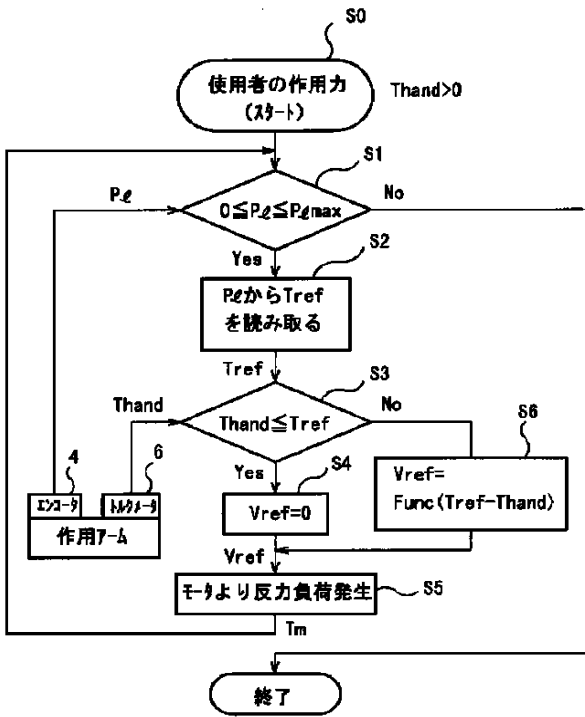 S0
使用者の作用力
(スタート)
Thand>0
S1
Pℓ
0≦Pℓ≦Pℓmax
No
Yes
S2
PℓからTref
を読み取る
Tref
S3
Thand
Thand≦Tref
No
S6
4
6
Yes
S4
Vref=
Func(Tref-Thand)
エンコータ
トルクメータ
作用アーム
Vref=0
Vref
モータより反力負荷発生
S5
Tm
終了